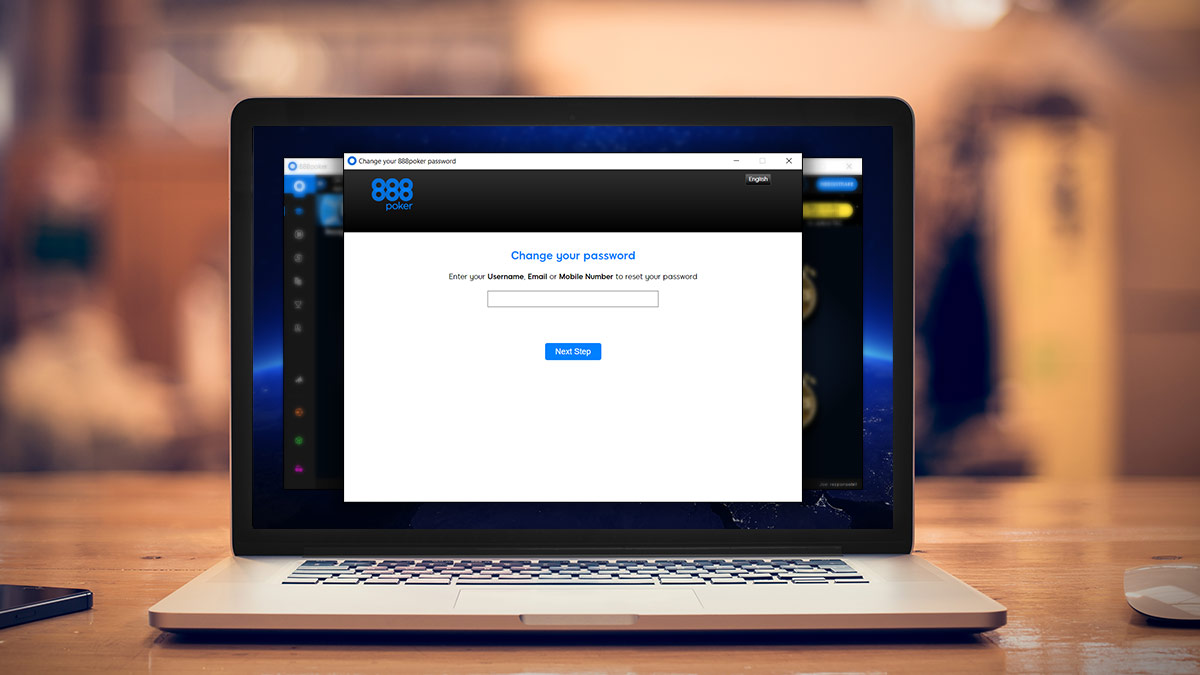 888poker
Change your 888poker password
English
888
poker
Change your password
Enter your Username, Email or Mobile Number to reset your password
Next Step